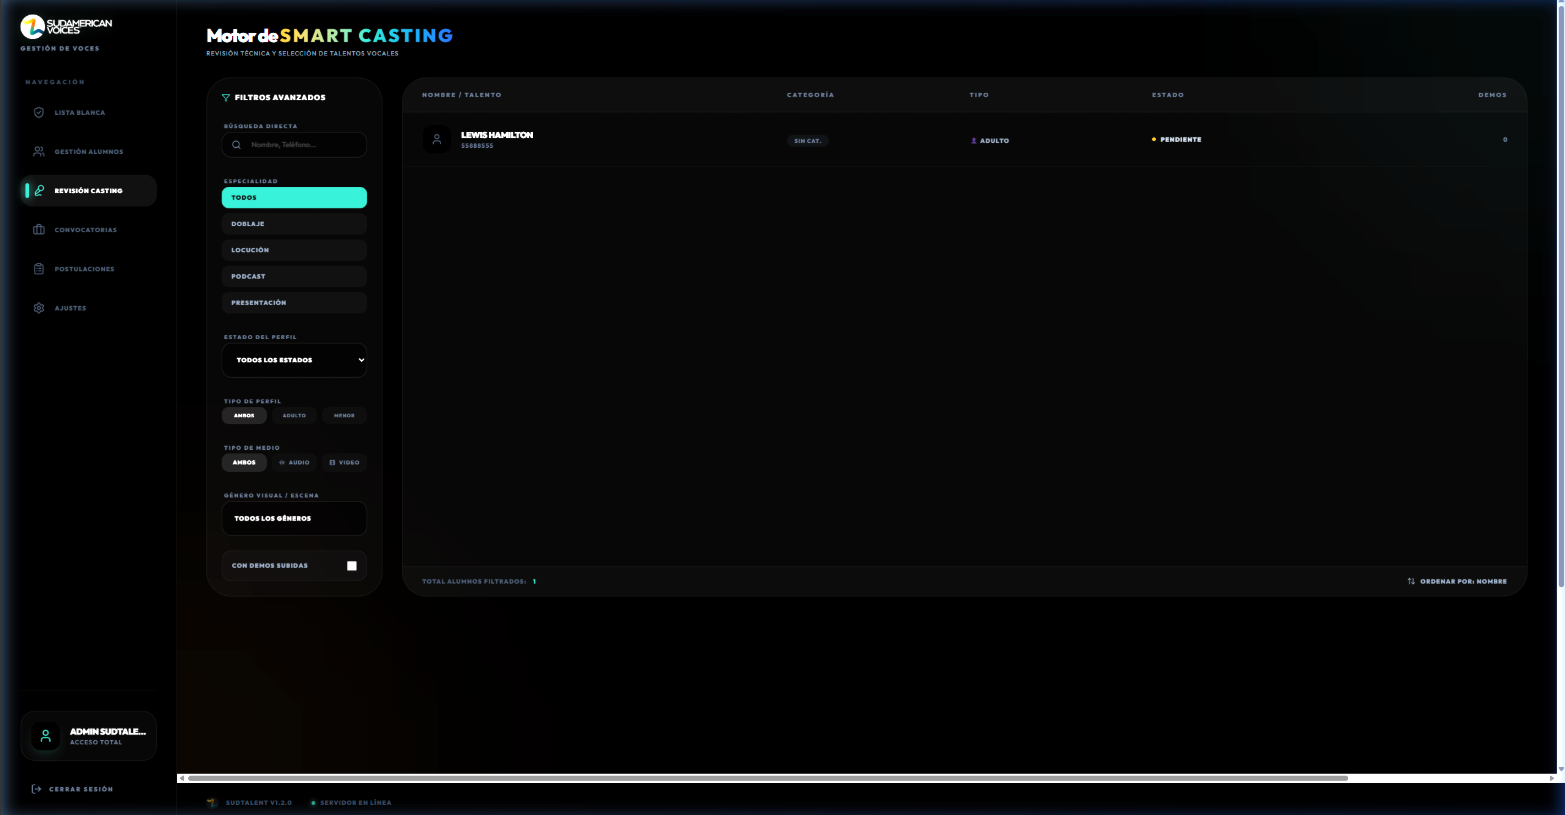 SUDAMERICAN
VOICES
GESTIÓN DE VOCES
NAVEGACIÓN
LISTA BLANCA
GESTIÓN ALUMNOS
REVISIÓN CASTING
CONVOCATORIAS
POSTULACIONES
AJUSTES
ADMIN SUDTALE...
ACCESO TOTAL
CERRAR SESIÓN
Motor de SMART CASTING
REVISIÓN TÉCNICA Y SELECCIÓN DE TALENTOS VOCALES
FILTROS AVANZADOS
BÚSQUEDA DIRECTA
Nombre, Teléfono...
ESPECIALIDAD
TODOS
DOBLAJE
LOCUCIÓN
PODCAST
PRESENTACIÓN
ESTADO DEL PERFIL
TODOS LOS ESTADOS
TIPO DE PERFIL
AMBOS ADULTO MENOR
TIPO DE MEDIO
AMBOS AUDIO VIDEO
GÉNERO VISUAL / ESCENA
TODOS LOS GÉNEROS
CON DEMOS SUBIDAS
NOMBRE / TALENTO CATEGORÍA TIPO ESTADO DEMOS
LEWIS HAMILTON SIN CAT. ADULTO PENDIENTE 0
55888555
TOTAL ALUMNOS FILTRADOS: 1 ORDENAR POR: NOMBRE
SUDTALENT V1.2.0 SERVIDOR EN LÍNEA